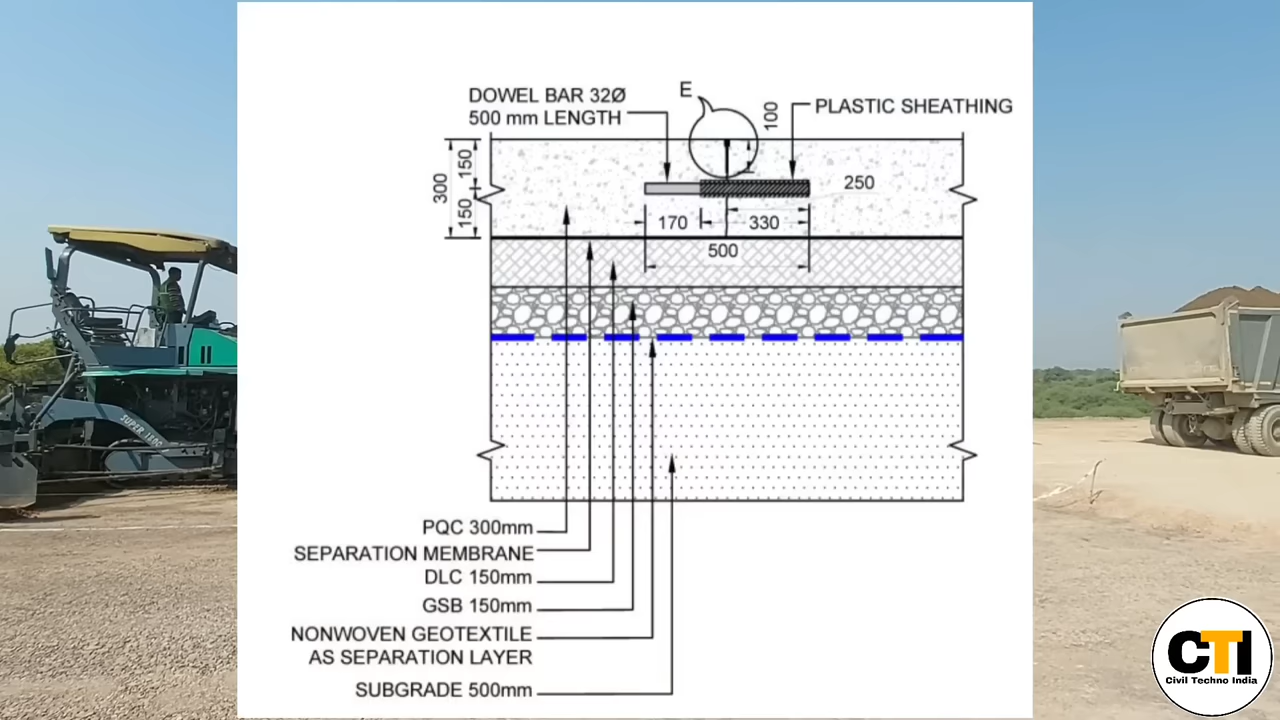 DOWEL BAR 32Ø
500 mm LENGTH
E
100
PLASTIC SHEATHING
300
150
150
250
170
330
500
PQC 300mm
SEPARATION MEMBRANE
DLC 150mm
GSB 150mm
NONWOVEN GEOTEXTILE
AS SEPARATION LAYER
SUBGRADE 500mm
CTI
Civil Techno India